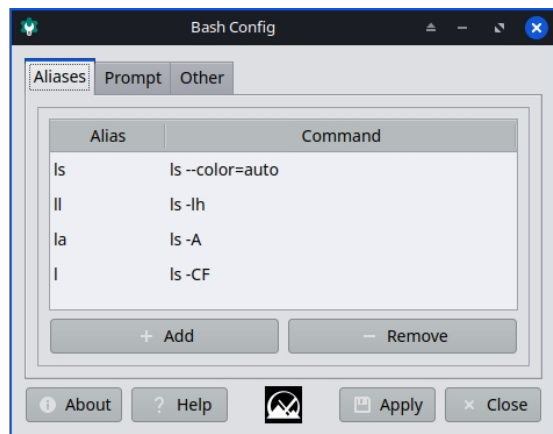 Bash Config
Aliases Prompt Other
Alias Command
ls ls --color=auto
ll ls -lh
la ls -A
l ls -CF
+ Add − Remove
About ? Help Apply × Close